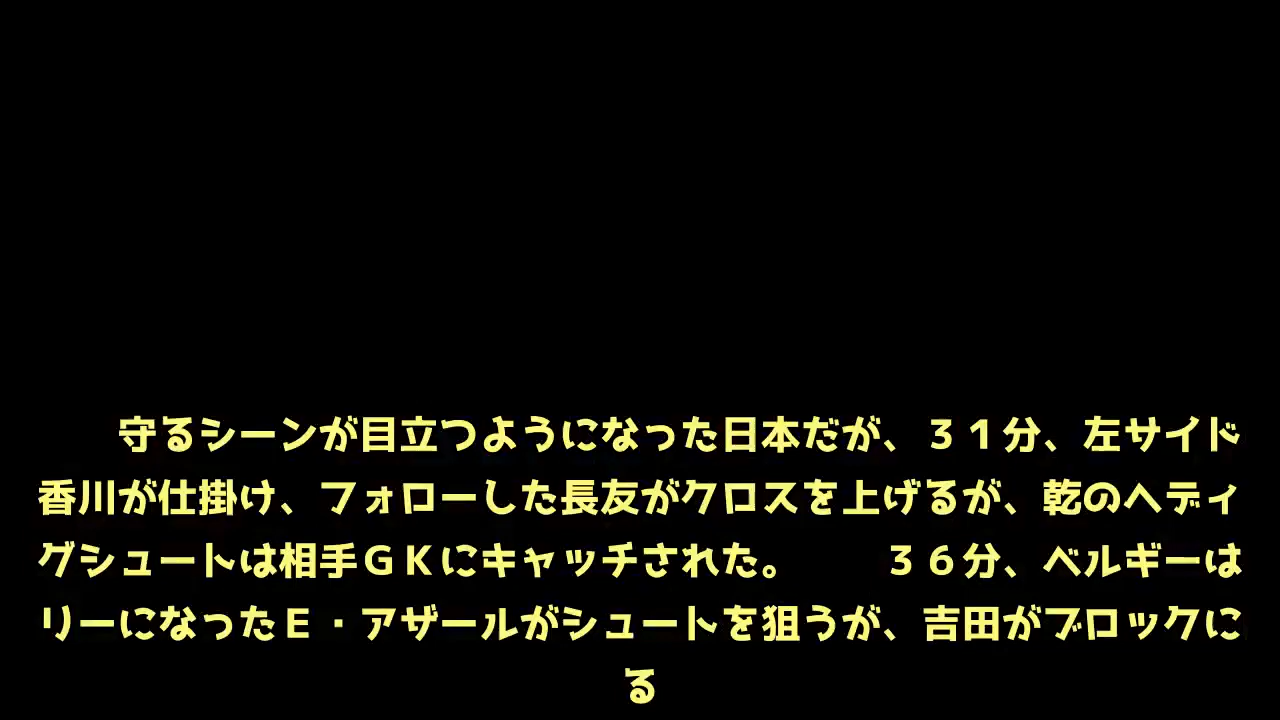 守るシーンが目立つようになった日本だが、３１分、左サイド
香川が仕掛け、フォローした長友がクロスを上げるが、乾のヘディ
グシュートは相手ＧＫにキャッチされた。　　３６分、ベルギーは
リーになったＥ・アザールがシュートを狙うが、吉田がブロックに
る